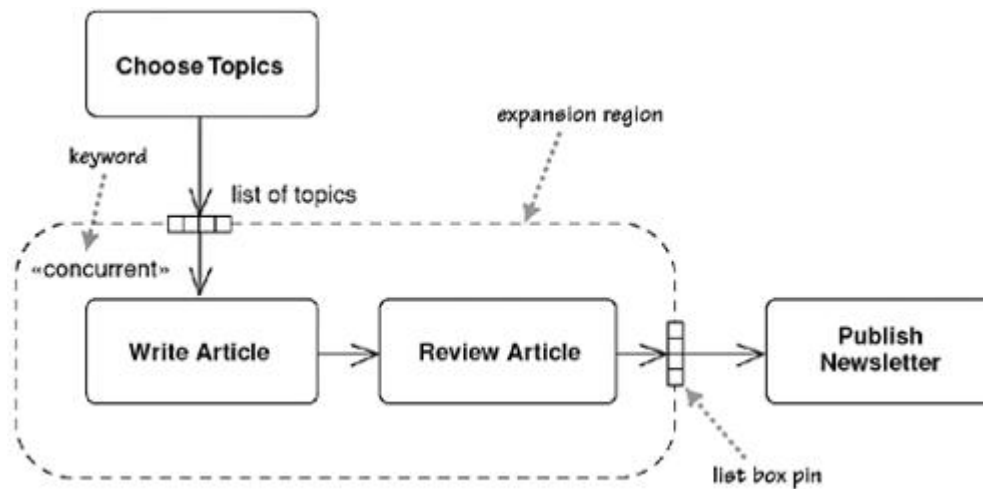 Choose Topics
expansion region
keyword
list of topics
«concurrent»
Write Article
Review Article
Publish
Newsletter
list box pin